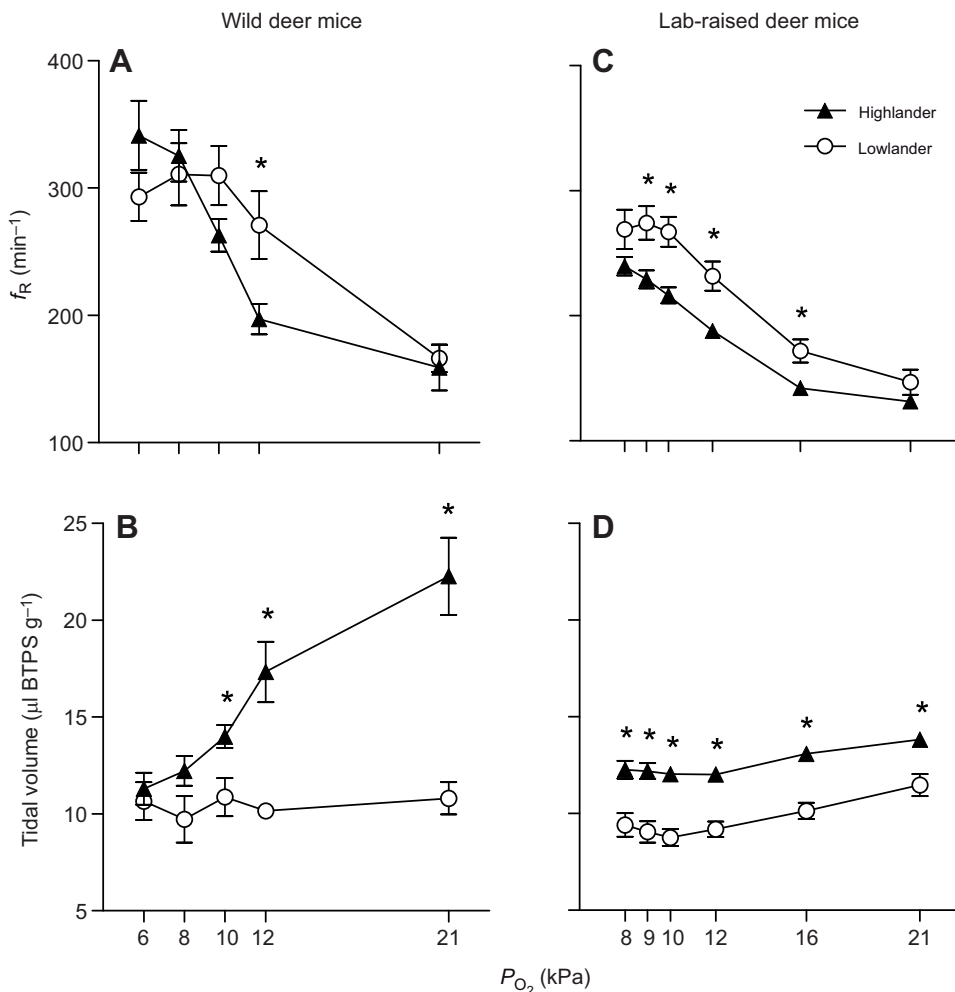 Wild deer mice
Lab-raised deer mice
A
400
300
200
100
fR (min−1)
*
C
Highlander
Lowlander
* * * *
B
25
20
15
10
5
Tidal volume (µl BTPS g−1)
* * *
6 8 10 12 21
D
* * * * * *
8 9 10 12 16 21
PO2 (kPa)